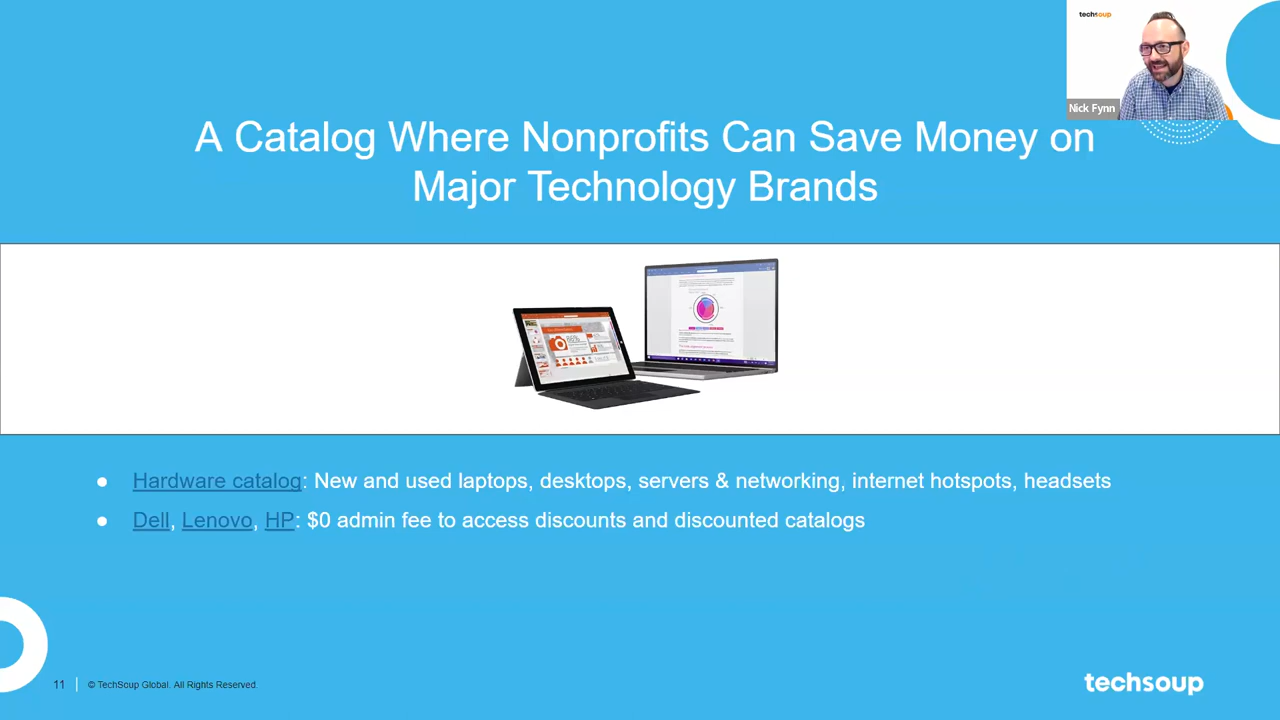 techsoup
Nick Fynn
A Catalog Where Nonprofits Can Save Money on
Major Technology Brands
● Hardware catalog: New and used laptops, desktops, servers & networking, internet hotspots, headsets
● Dell, Lenovo, HP: $0 admin fee to access discounts and discounted catalogs
11
© TechSoup Global. All Rights Reserved.
techsoup